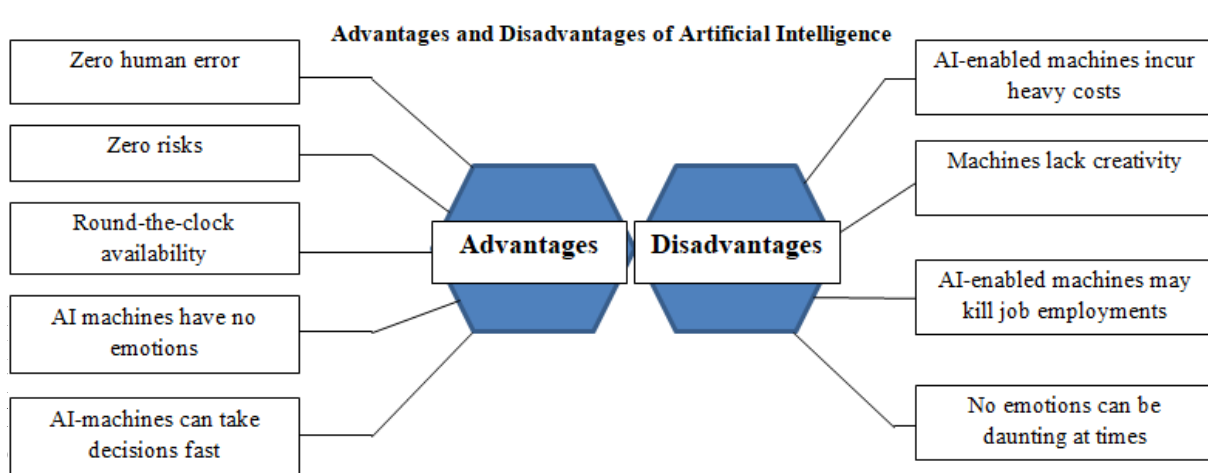 Advantages and Disadvantages of Artificial Intelligence
Zero human error
Zero risks
Round-the-clock
availability
AI machines have no
emotions
AI-machines can take
decisions fast
Advantages
Disadvantages
AI-enabled machines incur
heavy costs
Machines lack creativity
AI-enabled machines may
kill job employments
No emotions can be
daunting at times